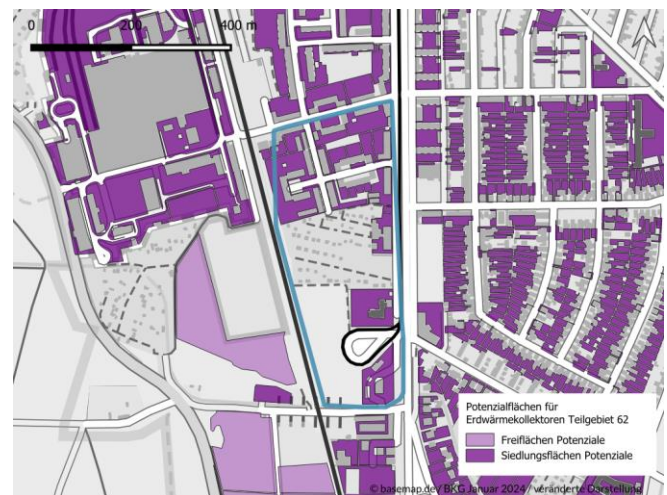 0 200 400 m
Potenzialflächen für
Erdwärmekollektoren Teilgebiet 62
Freiflächen Potenziale
Siedlungsflächen Potenziale
© basemap.de / BKG Januar 2024 / veränderte Darstellung